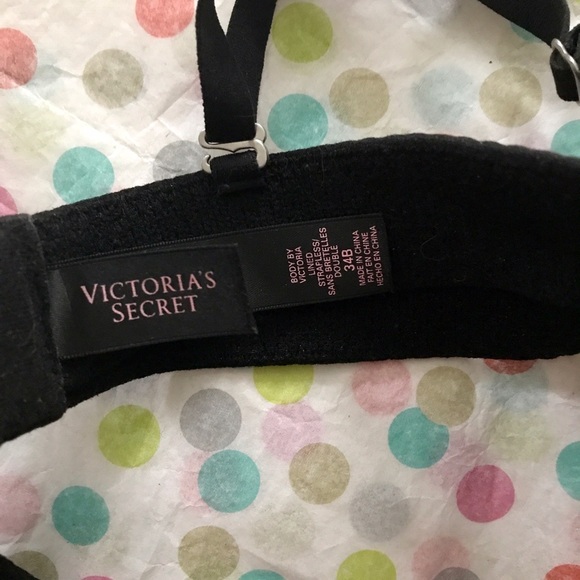 VICTORIA'S
SECRET
BODY BY
VICTORIA
LINED
STRAPLESS/
SANS BRETELLES
DOUBLE
34B
MADE IN CHINA
FAIT EN CHINE
HECHO EN CHINA